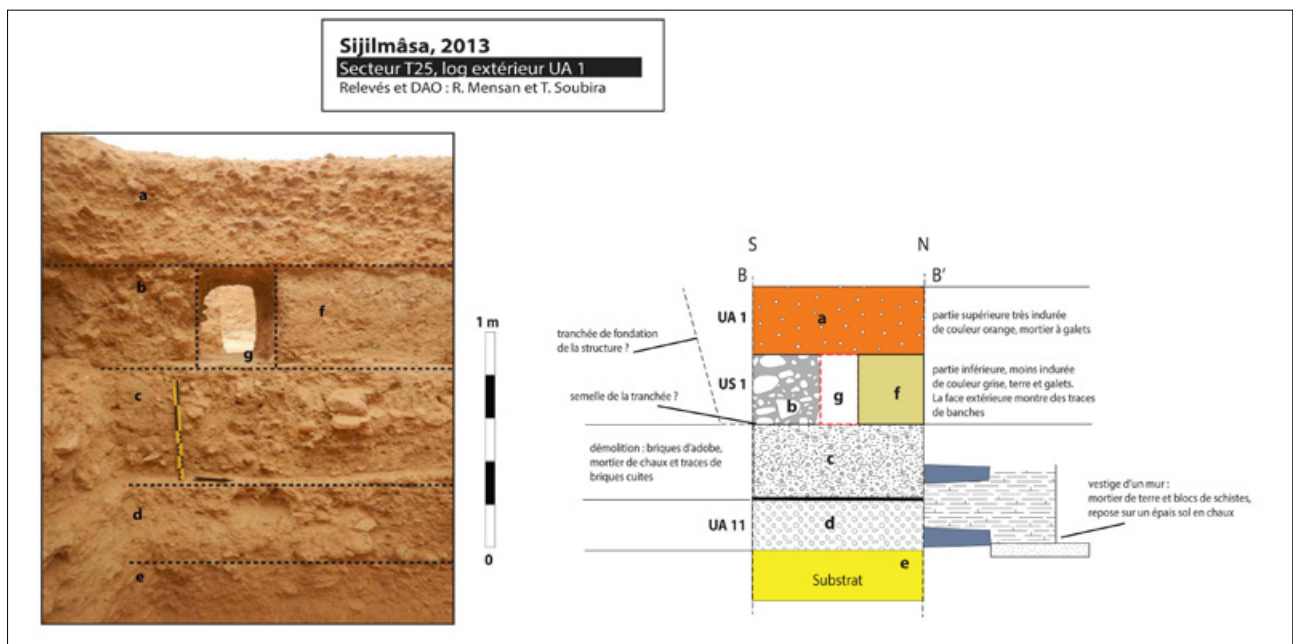 Sijilmâsa, 2013
Secteur T25, log extérieur UA 1
Relevés et DAO : R. Mensan et T. Soubira
a
b
f
g
c
d
e
1 m
0
S
N
B
B'
UA 1
a
partie supérieure très indurée
de couleur orange, mortier à galets
tranchée de fondation
de la structure ?
US 1
b
g
f
partie inférieure, moins indurée
de couleur grise, terre et galets.
La face extérieure montre des traces
de banches
semelle de la tranchée ?
démolition : briques d'adobe,
mortier de chaux et traces de
briques cuites
c
vestige d'un mur :
mortier de terre et blocs de schistes,
repose sur un épais sol en chaux
UA 11
d
e
Substrat